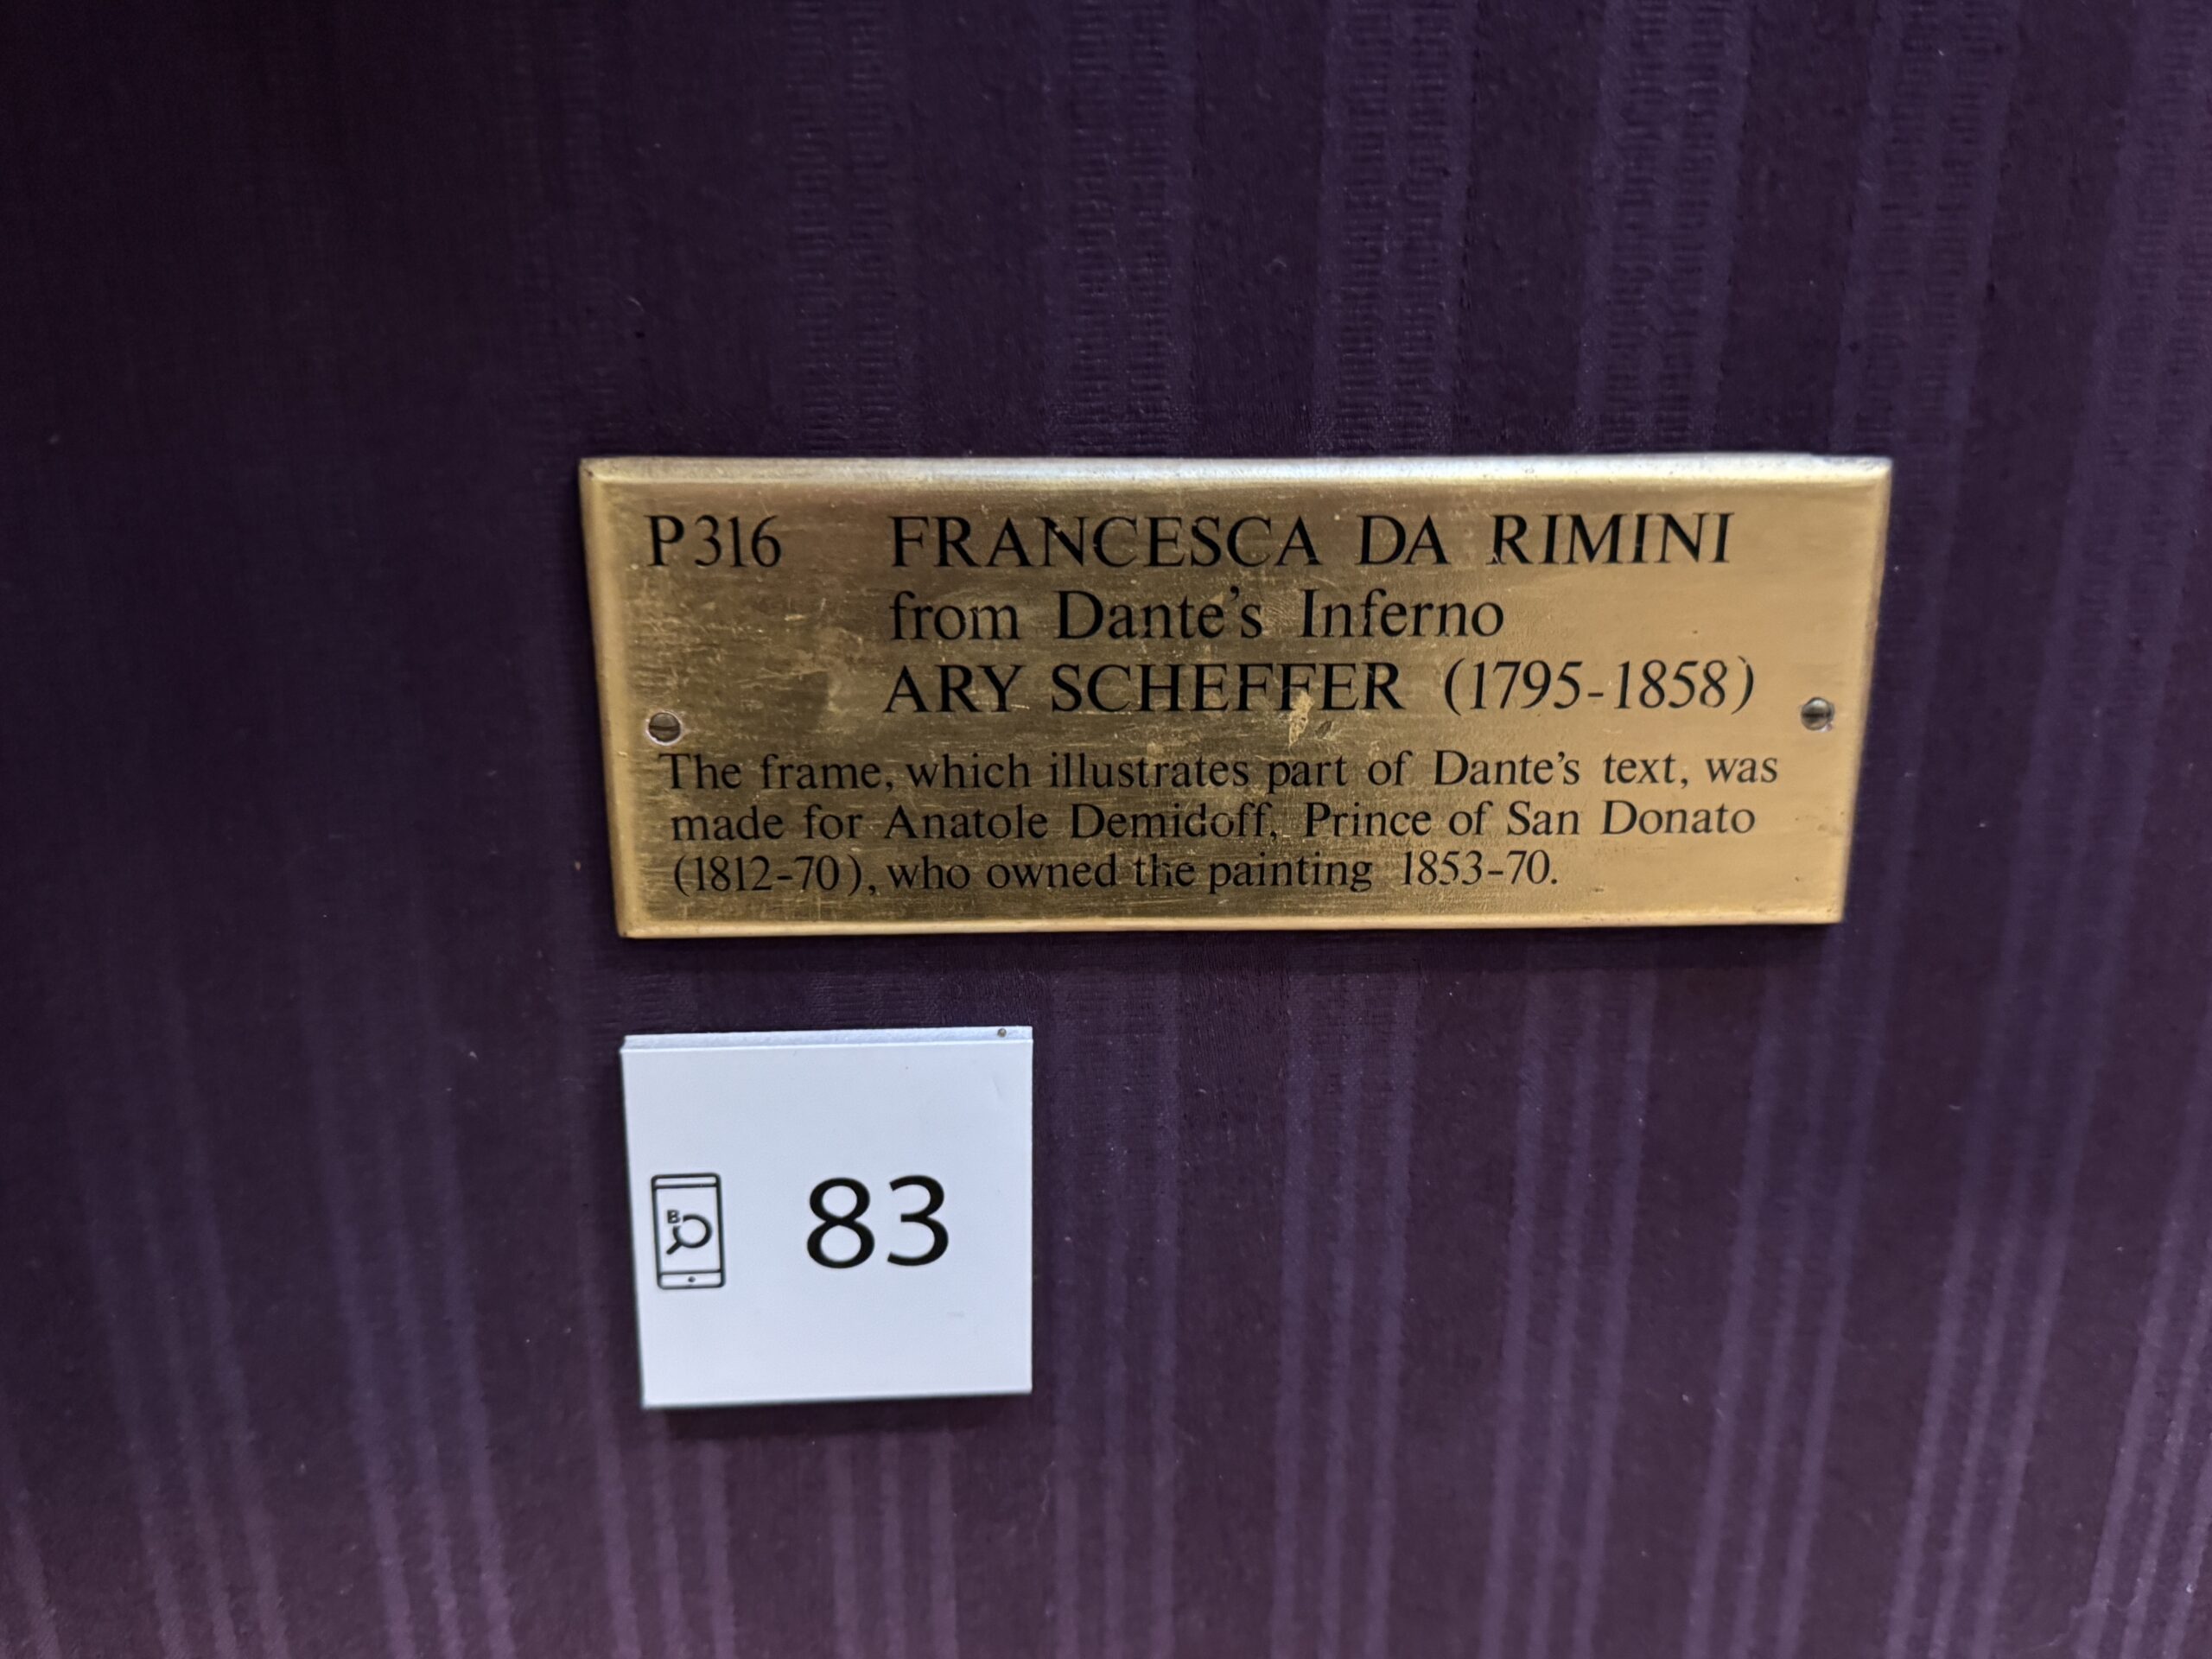 P316 FRANCESCA DA RIMINI
from Dante's Inferno
ARY SCHEFFER (1795-1858)
The frame, which illustrates part of Dante's text, was
made for Anatole Demidoff, Prince of San Donato
(1812-70), who owned the painting 1853-70.
B
83